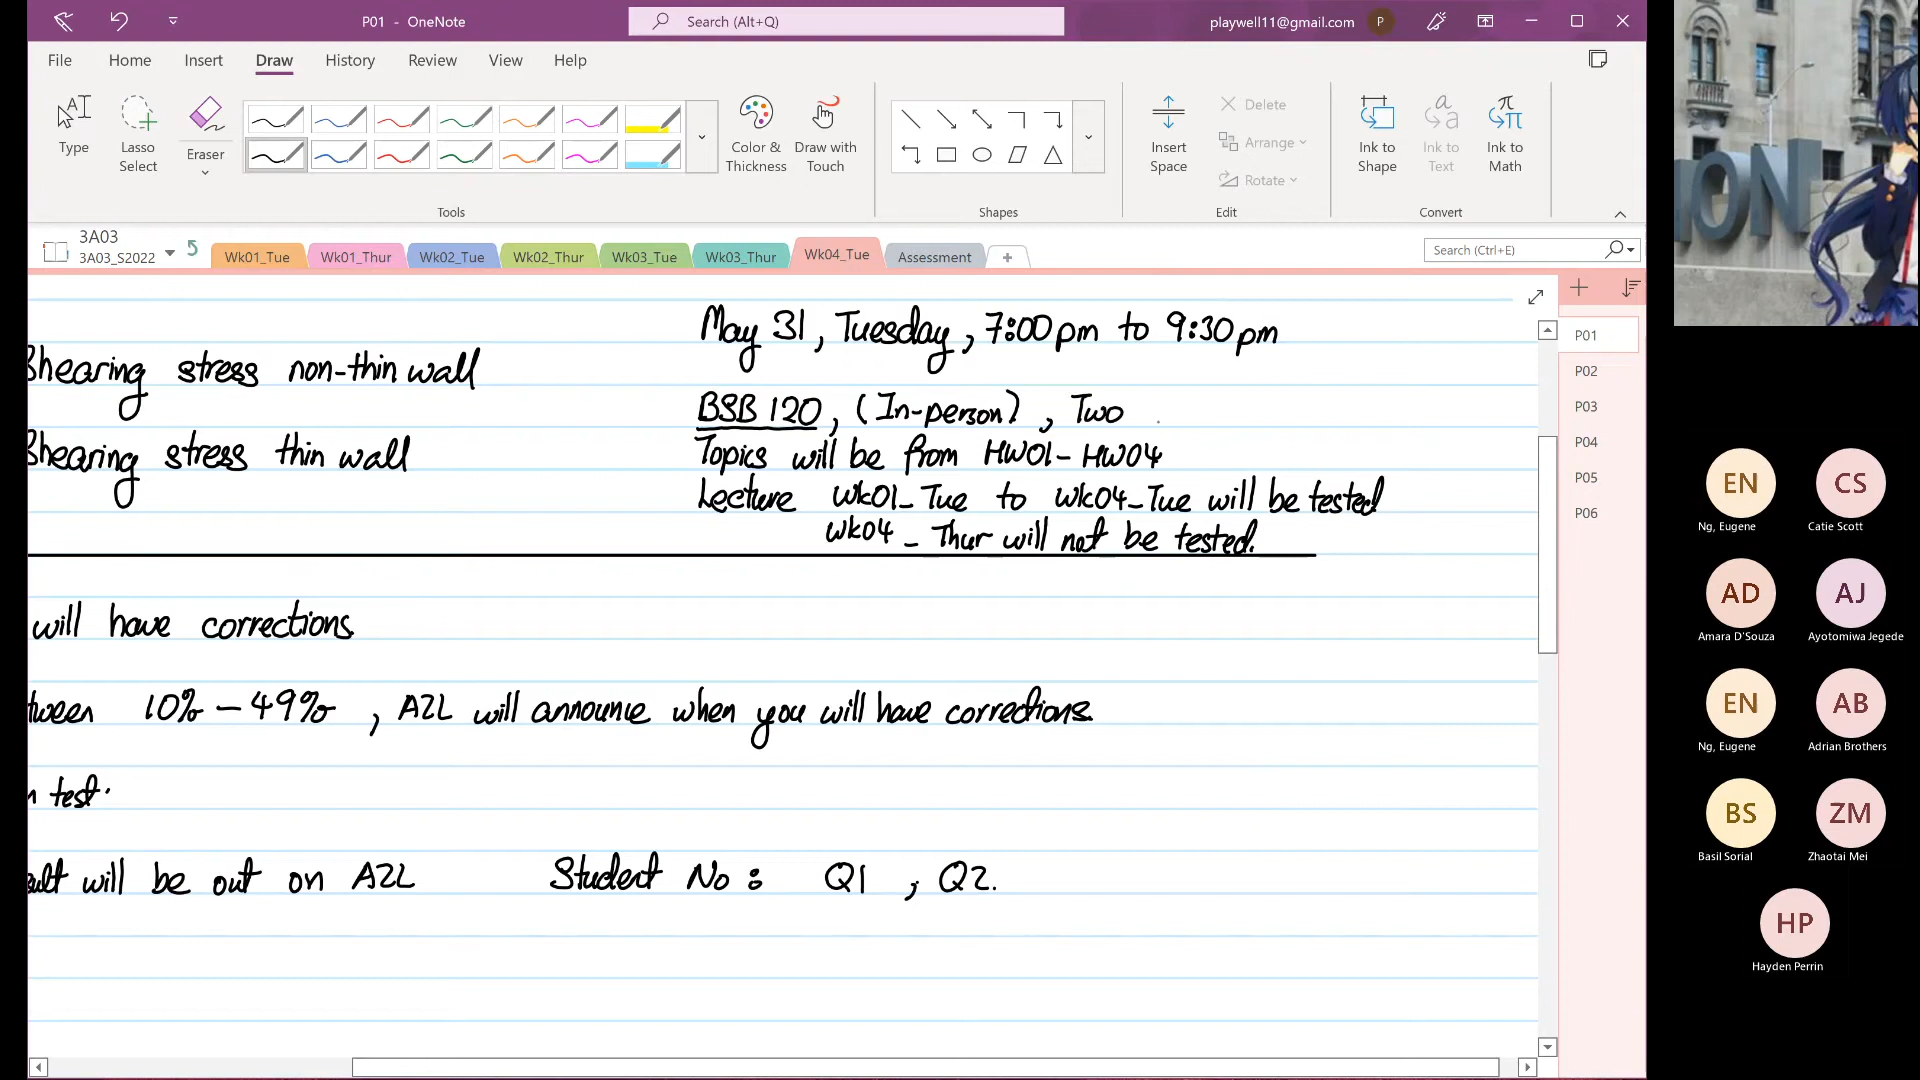 P01 - OneNote
Search (Alt+Q)
playwell11@gmail.com
P
File Home Insert Draw History Review View Help
Type
Lasso Select
Eraser
Color & Thickness
Draw with Touch
Insert Space
Delete
Arrange
Rotate
Ink to Shape
Ink to Text
Ink to Math
Tools Shapes Edit Convert
3A03
3A03_S2022
Wk01_Tue Wk01_Thur Wk02_Tue Wk02_Thur Wk03_Tue Wk03_Thur Wk04_Tue Assessment
Search (Ctrl+E)
P01
P02
P03
P04
P05
P06
May 31, Tuesday, 7:00pm to 9:30pm
Shearing stress non-thin wall
BSB 120, (In-person), Two
Shearing stress thin wall
Topics will be from HW01-HW04
Lecture Wk01_Tue to Wk04_Tue will be tested
Wk04_Thur will not be tested.
will have corrections
tween 10% - 49%, A2L will announce when you will have corrections.
n test.
sult will be out on A2L Student No: Q1, Q2.
ION
EN
Ng, Eugene
CS
Catie Scott
AD
Amara D'Souza
AJ
Ayotomiwa Jegede
EN
Ng, Eugene
AB
Adrian Brothers
BS
Basil Sorial
ZM
Zhaotai Mei
HP
Hayden Perrin